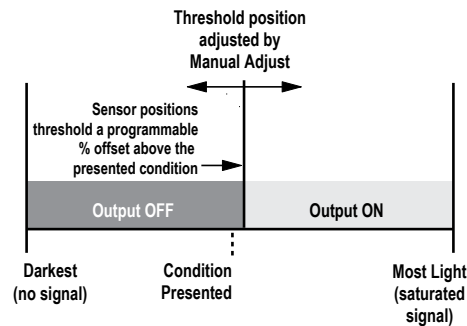 Threshold position
adjusted by
Manual Adjust
Sensor positions
threshold a programmable
% offset above the
presented condition
Output OFF
Output ON
Darkest
(no signal)
Condition
Presented
Most Light
(saturated
signal)